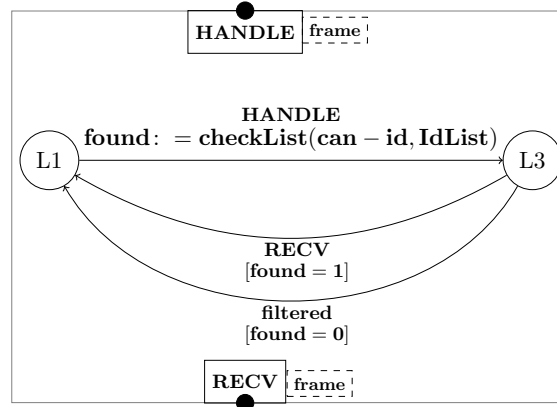 HANDLE frame
HANDLE
found: = checkList(can − id, IdList)
L1 L3
RECV
[found = 1]
filtered
[found = 0]
RECV frame